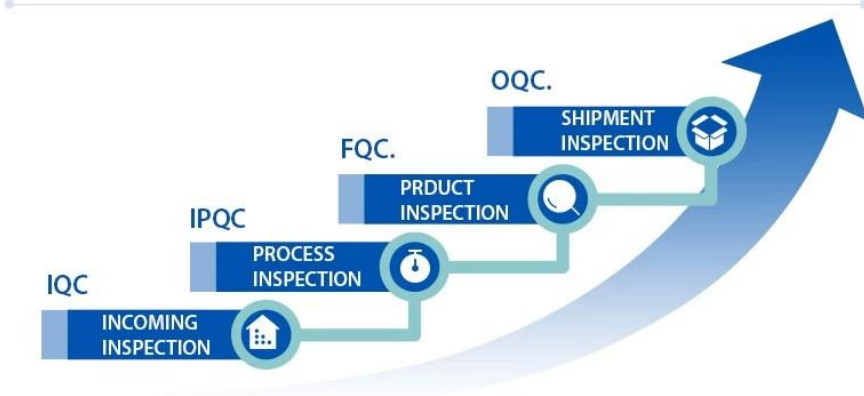 OQC.
SHIPMENT
INSPECTION
FQC.
PRDUCT
INSPECTION
IPQC
PROCESS
INSPECTION
IQC
INCOMING
INSPECTION